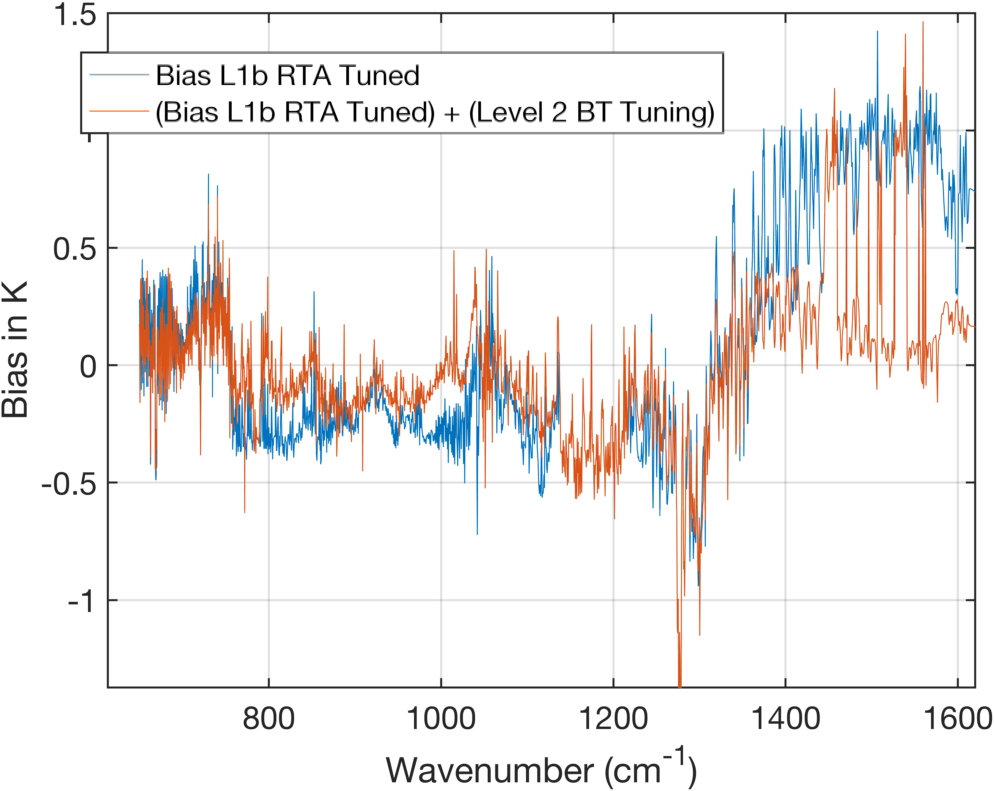 1.5
Bias L1b RTA Tuned
(Bias L1b RTA Tuned) + (Level 2 BT Tuning)
0.5
0
-0.5
-1
Bias in K
800 1000 1200 1400 1600
Wavenumber (cm-1)